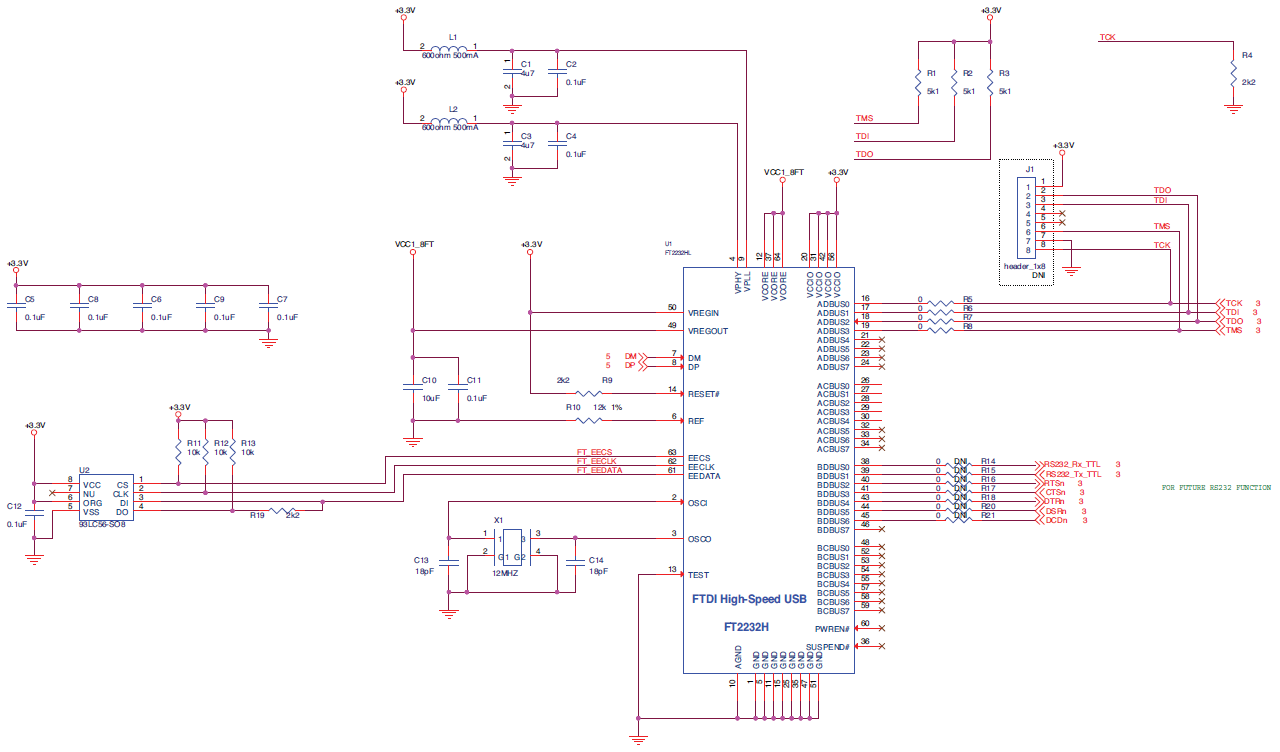 +3.3V
L1
2 1
600ohm 500mA
1 C1
4u7
2
C2
0.1uF
+3.3V
L2
2 1
600ohm 500mA
1 C3
4u7
2
C4
0.1uF
+3.3V
R1 R2 R3
5k1 5k1 5k1
TMS
TDI
TDO
TCK
R4
2k2
+3.3V
J1
1 1
2 2 TDO
3 3 TDI
4 4
5 5
6 6 TMS
7 7
8 8 TCK
header_1x8
DNI
VCC1_8FT
+3.3V
VCC1_8FT
+3.3V
U1
FT2232HL
4 9 12 37 64 20 31 42 56
VPHY VPLL VCORE VCORE VCORE VCCIO VCCIO VCCIO VCCIO
+3.3V
C5 C8 C6 C9 C7
0.1uF 0.1uF 0.1uF 0.1uF 0.1uF
50 VREGIN
49 VREGOUT
5 DM 7 DM
5 DP 8 DP
C10
10uF
C11
0.1uF
2k2 R9 14 RESET#
R10 12k 1% 6 REF
FT_EECS 63 EECS
FT_EECLK 62 EECLK
FT_EEDATA 61 EEDATA
2 OSCI
3 OSCO
13 TEST
+3.3V
+3.3V
R11 R12 R13
10k 10k 10k
U2
8 VCC CS 1
7 NU CLK 2
6 ORG DI 3
5 VSS DO 4
93LC56-SO8
C12
0.1uF
R19 2k2
X1
1 1 3 3
2 G1 G2 4
12MHZ
C13
18pF
C14
18pF
ADBUS0 16 0 R5 TCK 3
ADBUS1 17 0 R6 TDI 3
ADBUS2 18 0 R7 TDO 3
ADBUS3 19 0 R8 TMS 3
ADBUS4 21
ADBUS5 22
ADBUS6 23
ADBUS7 24
ACBUS0 26
ACBUS1 27
ACBUS2 28
ACBUS3 29
ACBUS4 30
ACBUS5 32
ACBUS6 33
ACBUS7 34
BDBUS0 38 0 DNI R14 RS232_Rx_TTL 3
BDBUS1 39 0 DNI R15 RS232_Tx_TTL 3
BDBUS2 40 0 DNI R16 RTSn 3
BDBUS3 41 0 DNI R17 CTSn 3
BDBUS4 43 0 DNI R18 DTRn 3
BDBUS5 44 0 DNI R20 DSRn 3
BDBUS6 45 0 DNI R21 DCDn 3
BDBUS7 46
FOR FUTURE RS232 FUNCTION
BCBUS0 48
BCBUS1 52
BCBUS2 53
BCBUS3 54
BCBUS4 55
BCBUS5 57
BCBUS6 58
BCBUS7 59
PWREN# 60
SUSPEND# 36
FTDI High-Speed USB
FT2232H
AGND GND GND GND GND GND GND GND GND
10 1 5 11 15 25 35 47 51